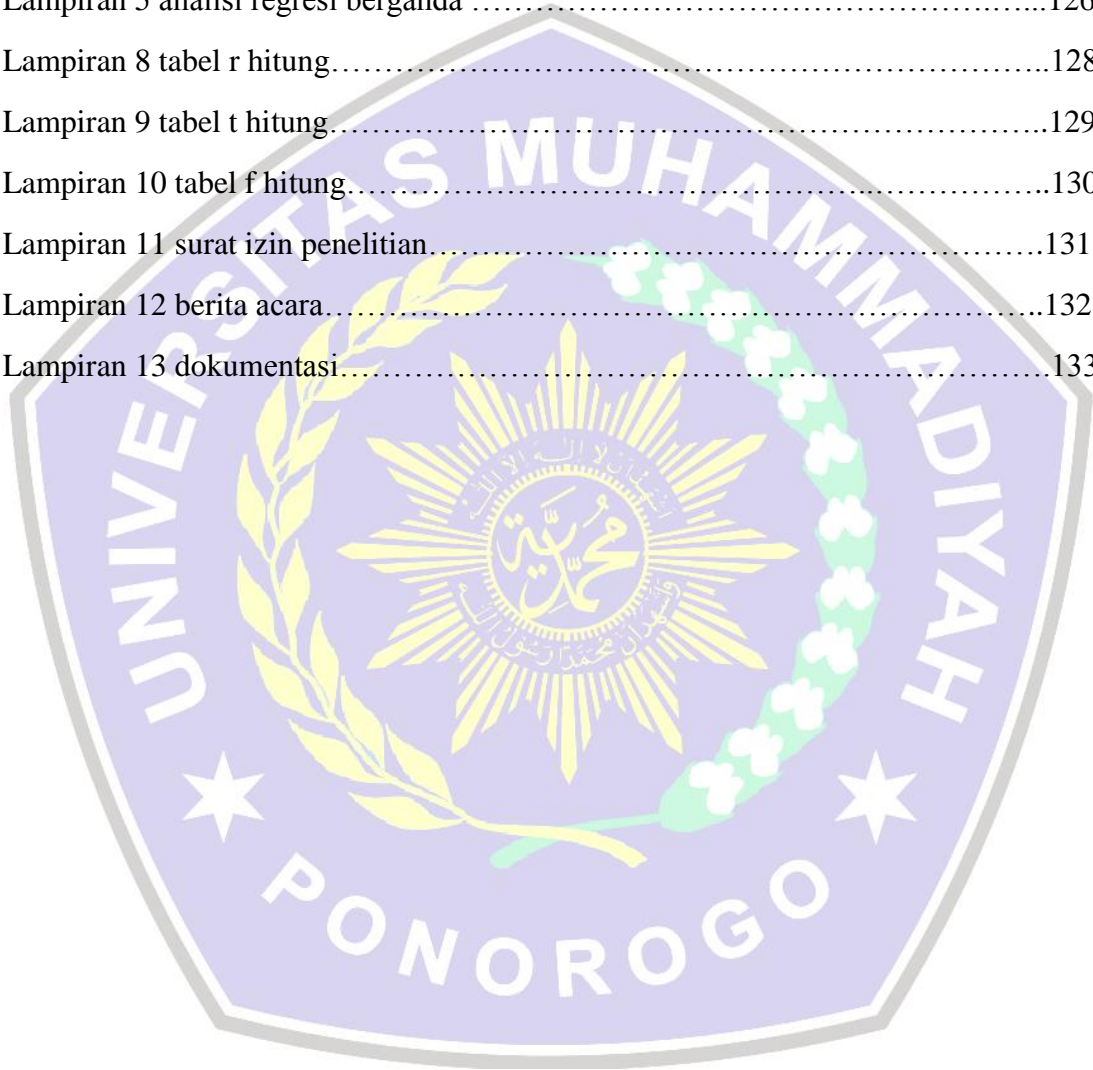 Lampiran 5 analisi regresi berganda ……………………………………………...126
Lampiran 8 tabel r hitung…………………………………………………………….128
Lampiran 9 tabel t hitung…………………………………………………………….129
Lampiran 10 tabel f hitung…………………………………………………………..130
Lampiran 11 surat izin penelitian…………………………………………………….131
Lampiran 12 berita acara……………………………………………………………..132
Lampiran 13 dokumentasi……………………………………………………………133
UNIVERSITAS MUHAMMADIYAH
PONOROGO
محمدية